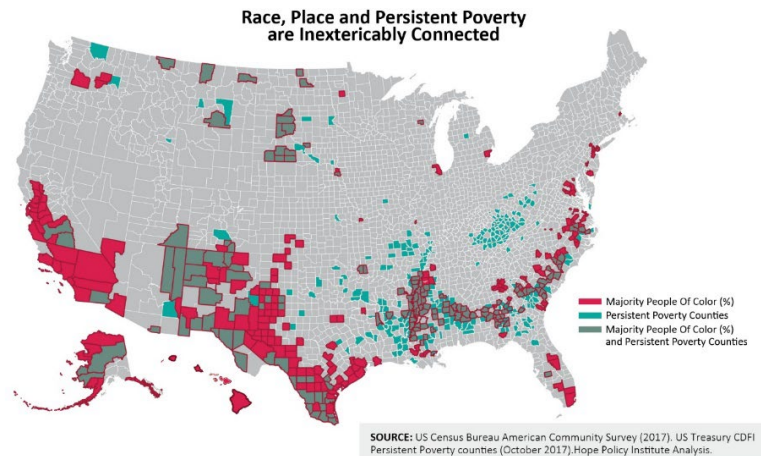 Race, Place and Persistent Poverty
are Inextericably Connected
Majority People Of Color (%)
Persistent Poverty Counties
Majority People Of Color (%)
and Persistent Poverty Counties
SOURCE: US Census Bureau American Community Survey (2017). US Treasury CDFI
Persistent Poverty counties (October 2017).Hope Policy Institute Analysis.